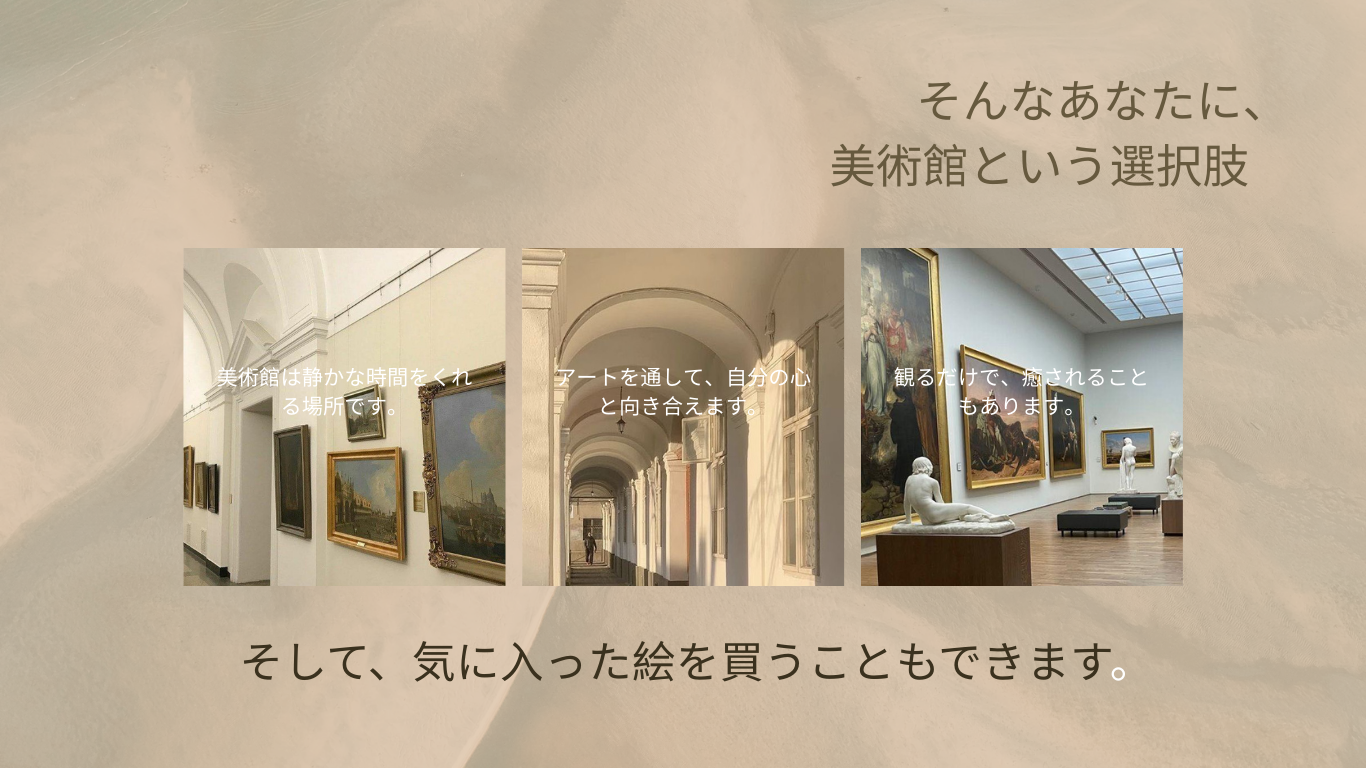 そんなあなたに、
美術館という選択肢
美術館は静かな時間をくれ
る場所です。
アートを通して、自分の心
と向き合えます。
観るだけで、癒されること
もあります。
そして、気に入った絵を買うこともできます。